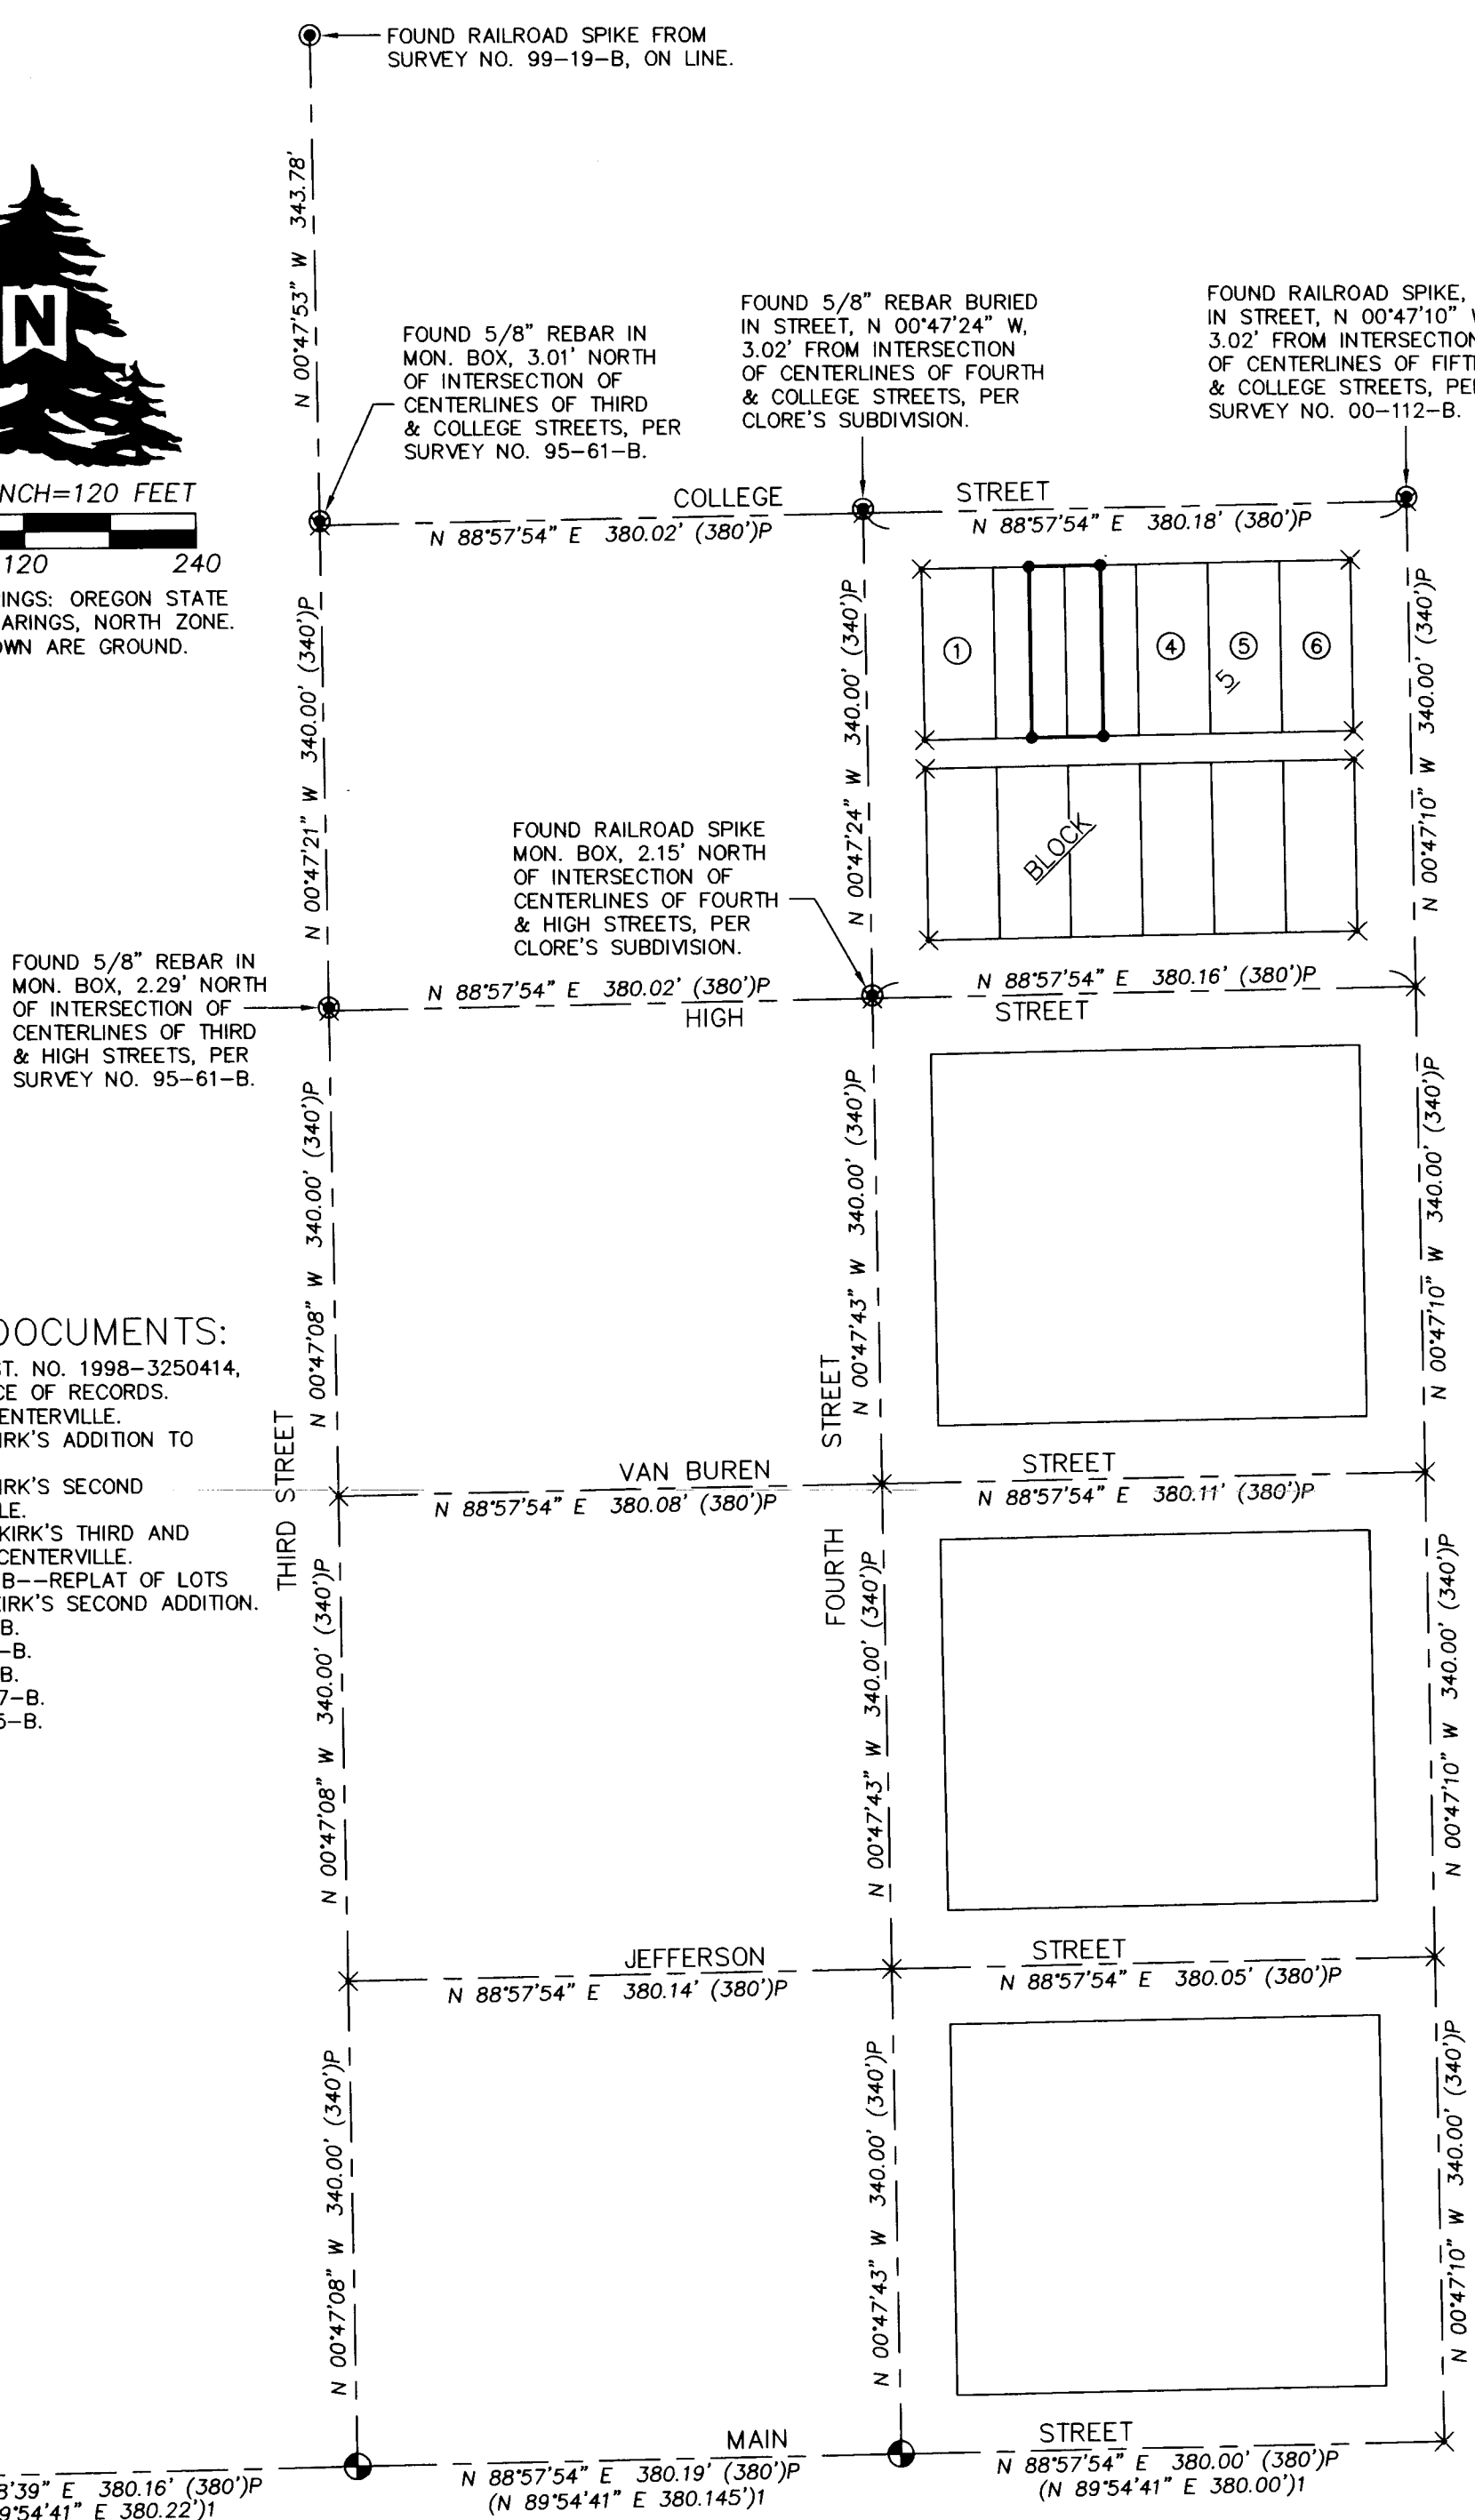 FOUND RAILROAD SPIKE FROM
SURVEY NO. 99-19-B, ON LINE.
N 00°47'53" W 343.78'
N
NCH=120 FEET
120 240
INGS: OREGON STATE
ARINGS, NORTH ZONE.
OWN ARE GROUND.
FOUND 5/8" REBAR IN
MON. BOX, 3.01' NORTH
OF INTERSECTION OF
CENTERLINES OF THIRD
& COLLEGE STREETS, PER
SURVEY NO. 95-61-B.
FOUND 5/8" REBAR BURIED
IN STREET, N 00°47'24" W,
3.02' FROM INTERSECTION
OF CENTERLINES OF FOURTH
& COLLEGE STREETS, PER
CLORE'S SUBDIVISION.
FOUND RAILROAD SPIKE,
IN STREET, N 00°47'10" W
3.02' FROM INTERSECTION
OF CENTERLINES OF FIFT
& COLLEGE STREETS, PE
SURVEY NO. 00-112-B.
COLLEGE STREET
N 88°57'54" E 380.02' (380')P
N 88°57'54" E 380.18' (380')P
N 00°47'21" W 340.00' (340')P
N 00°47'24" W 340.00' (340')P
N 00°47'10" W 340.00' (340')P
1
4
5
6
BLOCK 5
FOUND RAILROAD SPIKE
MON. BOX, 2.15' NORTH
OF INTERSECTION OF
CENTERLINES OF FOURTH
& HIGH STREETS, PER
CLORE'S SUBDIVISION.
FOUND 5/8" REBAR IN
MON. BOX, 2.29' NORTH
OF INTERSECTION OF
CENTERLINES OF THIRD
& HIGH STREETS, PER
SURVEY NO. 95-61-B.
N 88°57'54" E 380.02' (380')P
N 88°57'54" E 380.16' (380')P
HIGH STREET
N 00°47'08" W 340.00' (340')P
N 00°47'43" W 340.00' (340')P
N 00°47'10" W 340.00' (340')P
DOCUMENTS:
ST. NO. 1998-3250414,
CE OF RECORDS.
ENTERVILLE.
IRK'S ADDITION TO
IRK'S SECOND
LE.
KIRK'S THIRD AND
CENTERVILLE.
B--REPLAT OF LOTS
KIRK'S SECOND ADDITION.
B.
-B.
B.
7-B.
6-B.
THIRD STREET
FOURTH STREET
VAN BUREN STREET
N 88°57'54" E 380.08' (380')P
N 88°57'54" E 380.11' (380')P
N 00°47'08" W 340.00' (340')P
N 00°47'43" W 340.00' (340')P
N 00°47'10" W 340.00' (340')P
JEFFERSON STREET
N 88°57'54" E 380.14' (380')P
N 88°57'54" E 380.05' (380')P
N 00°47'08" W 340.00' (340')P
N 00°47'43" W 340.00' (340')P
N 00°47'10" W 340.00' (340')P
MAIN STREET
8'39" E 380.16' (380')P
9°54'41" E 380.22')1
N 88°57'54" E 380.19' (380')P
(N 89°54'41" E 380.145')1
N 88°57'54" E 380.00' (380')P
(N 89°54'41" E 380.00')1